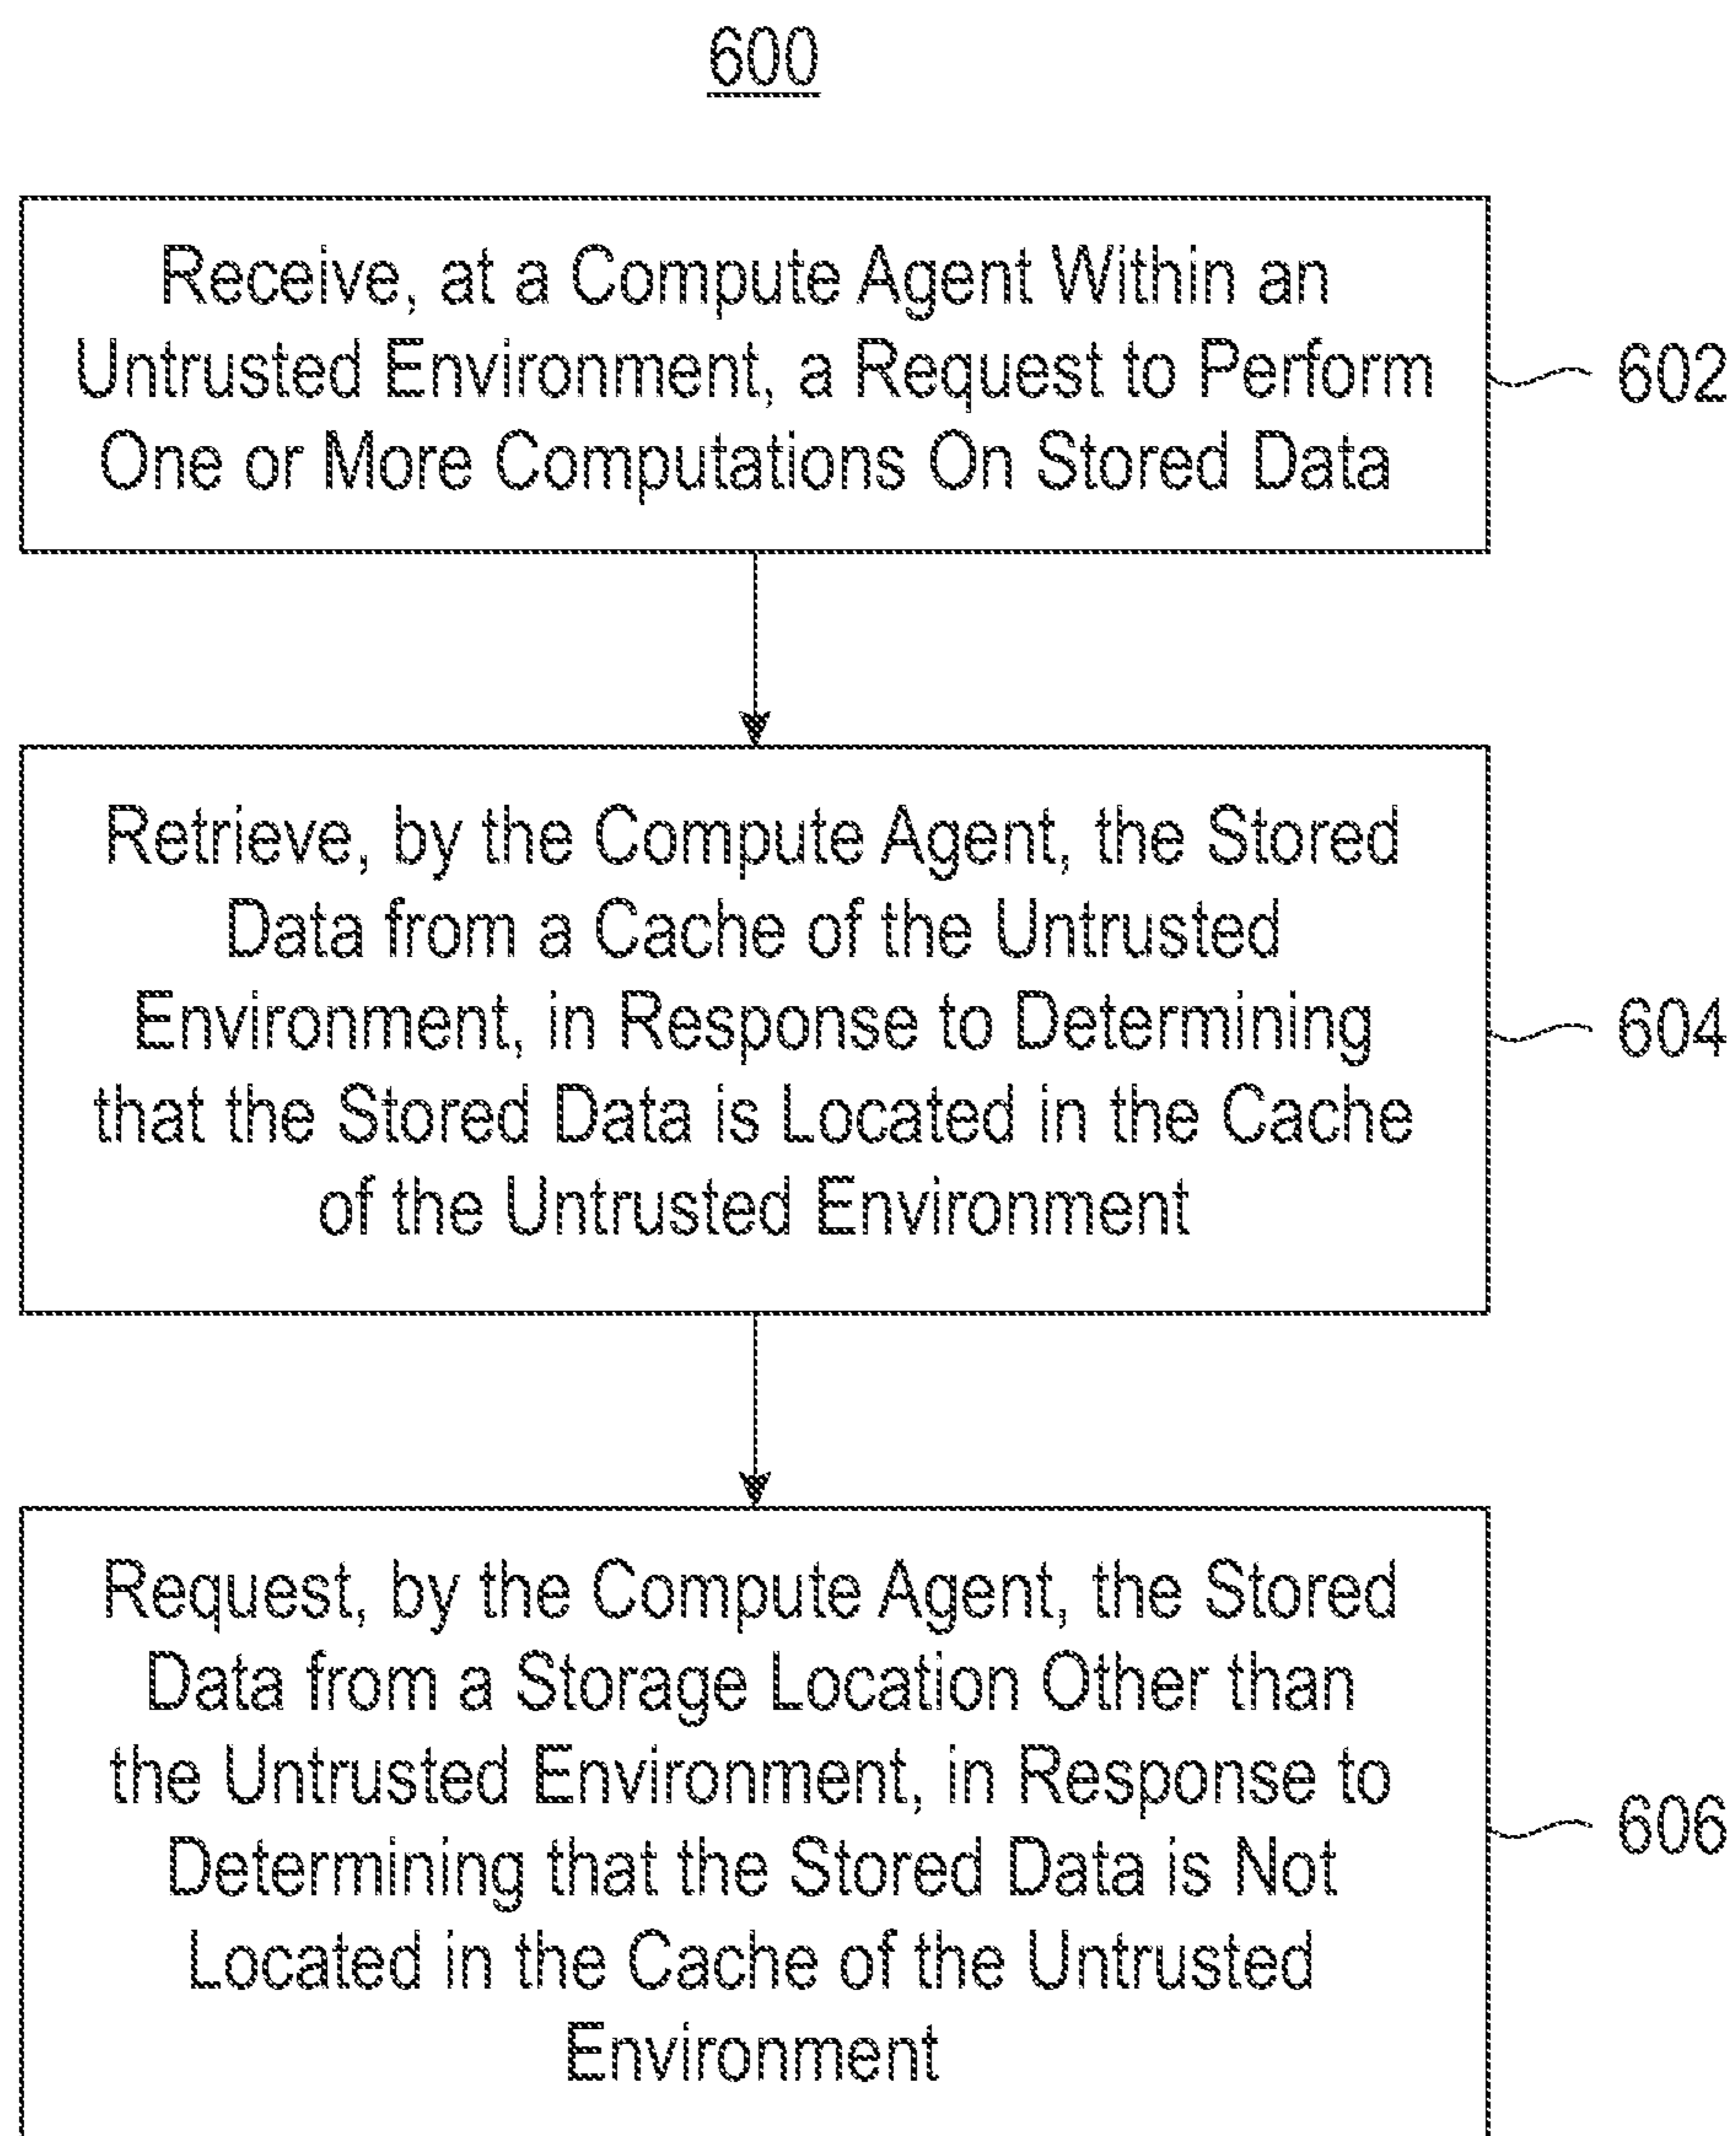 600
Receive, at a Compute Agent Within an
Untrusted Environment, a Request to Perform
One or More Computations On Stored Data
602
Retrieve, by the Compute Agent, the Stored
Data from a Cache of the Untrusted
Environment, in Response to Determining
that the Stored Data is Located in the Cache
of the Untrusted Environment
604
Request, by the Compute Agent, the Stored
Data from a Storage Location Other than
the Untrusted Environment, in Response to
Determining that the Stored Data is Not
Located in the Cache of the Untrusted
Environment
606